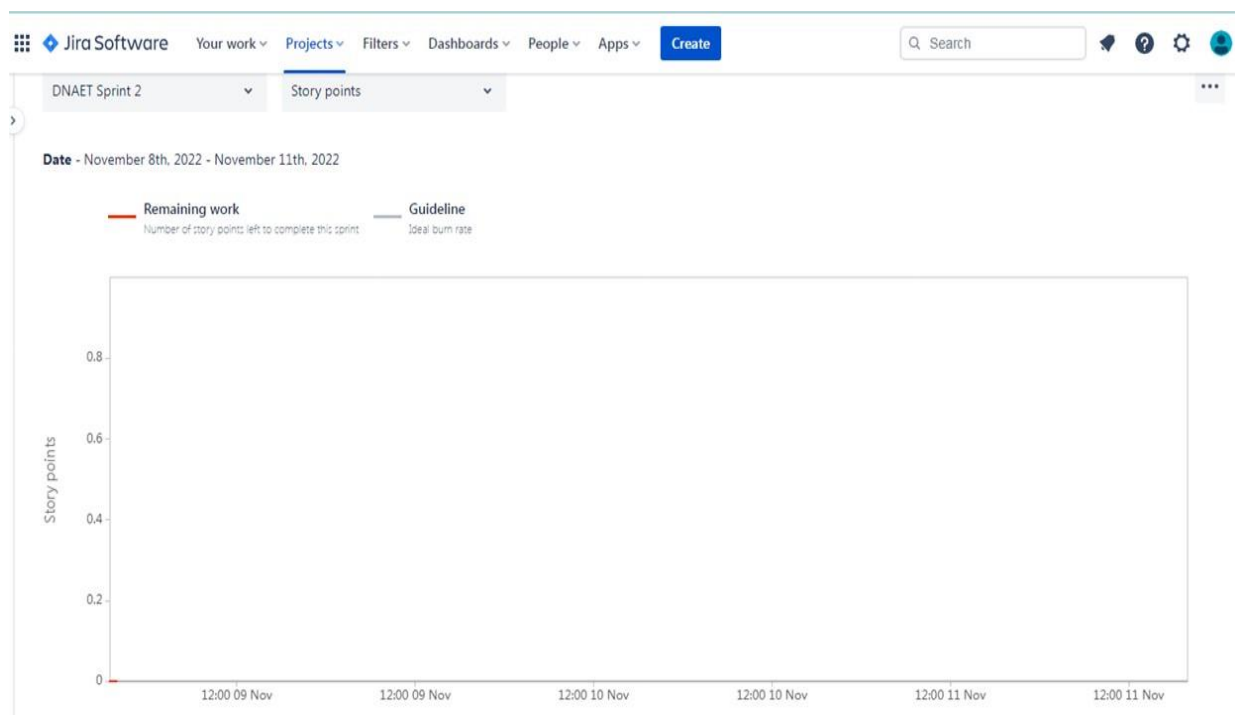 Jira Software Your work Projects Filters Dashboards People Apps Create Search
DNAET Sprint 2 Story points
Date - November 8th, 2022 - November 11th, 2022
Remaining work Guideline
Number of story points left to complete this sprint Ideal burn rate
0.8
0.6
Story points
0.4
0.2
0
12:00 09 Nov 12:00 09 Nov 12:00 10 Nov 12:00 10 Nov 12:00 11 Nov 12:00 11 Nov